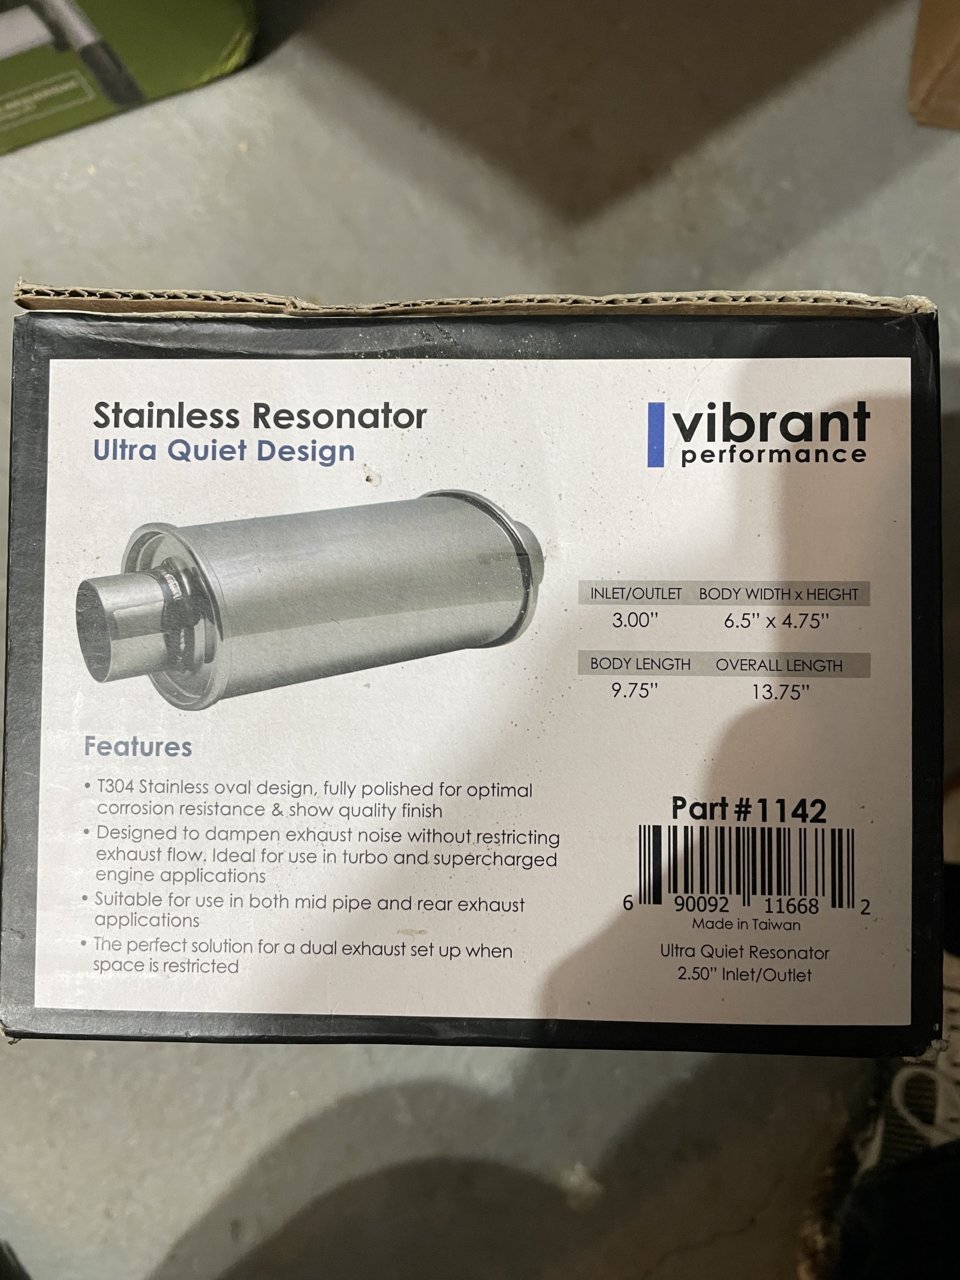 Stainless Resonator
Ultra Quiet Design
vibrant
performance
INLET/OUTLET BODY WIDTH x HEIGHT
3.00" 6.5" x 4.75"
BODY LENGTH OVERALL LENGTH
9.75" 13.75"
Features
• T304 Stainless oval design, fully polished for optimal
corrosion resistance & show quality finish
• Designed to dampen exhaust noise without restricting
exhaust flow. Ideal for use in turbo and supercharged
engine applications
• Suitable for use in both mid pipe and rear exhaust
applications
• The perfect solution for a dual exhaust set up when
space is restricted
Part#1142
6 90092 11668 2
Made in Taiwan
Ultra Quiet Resonator
2.50" Inlet/Outlet